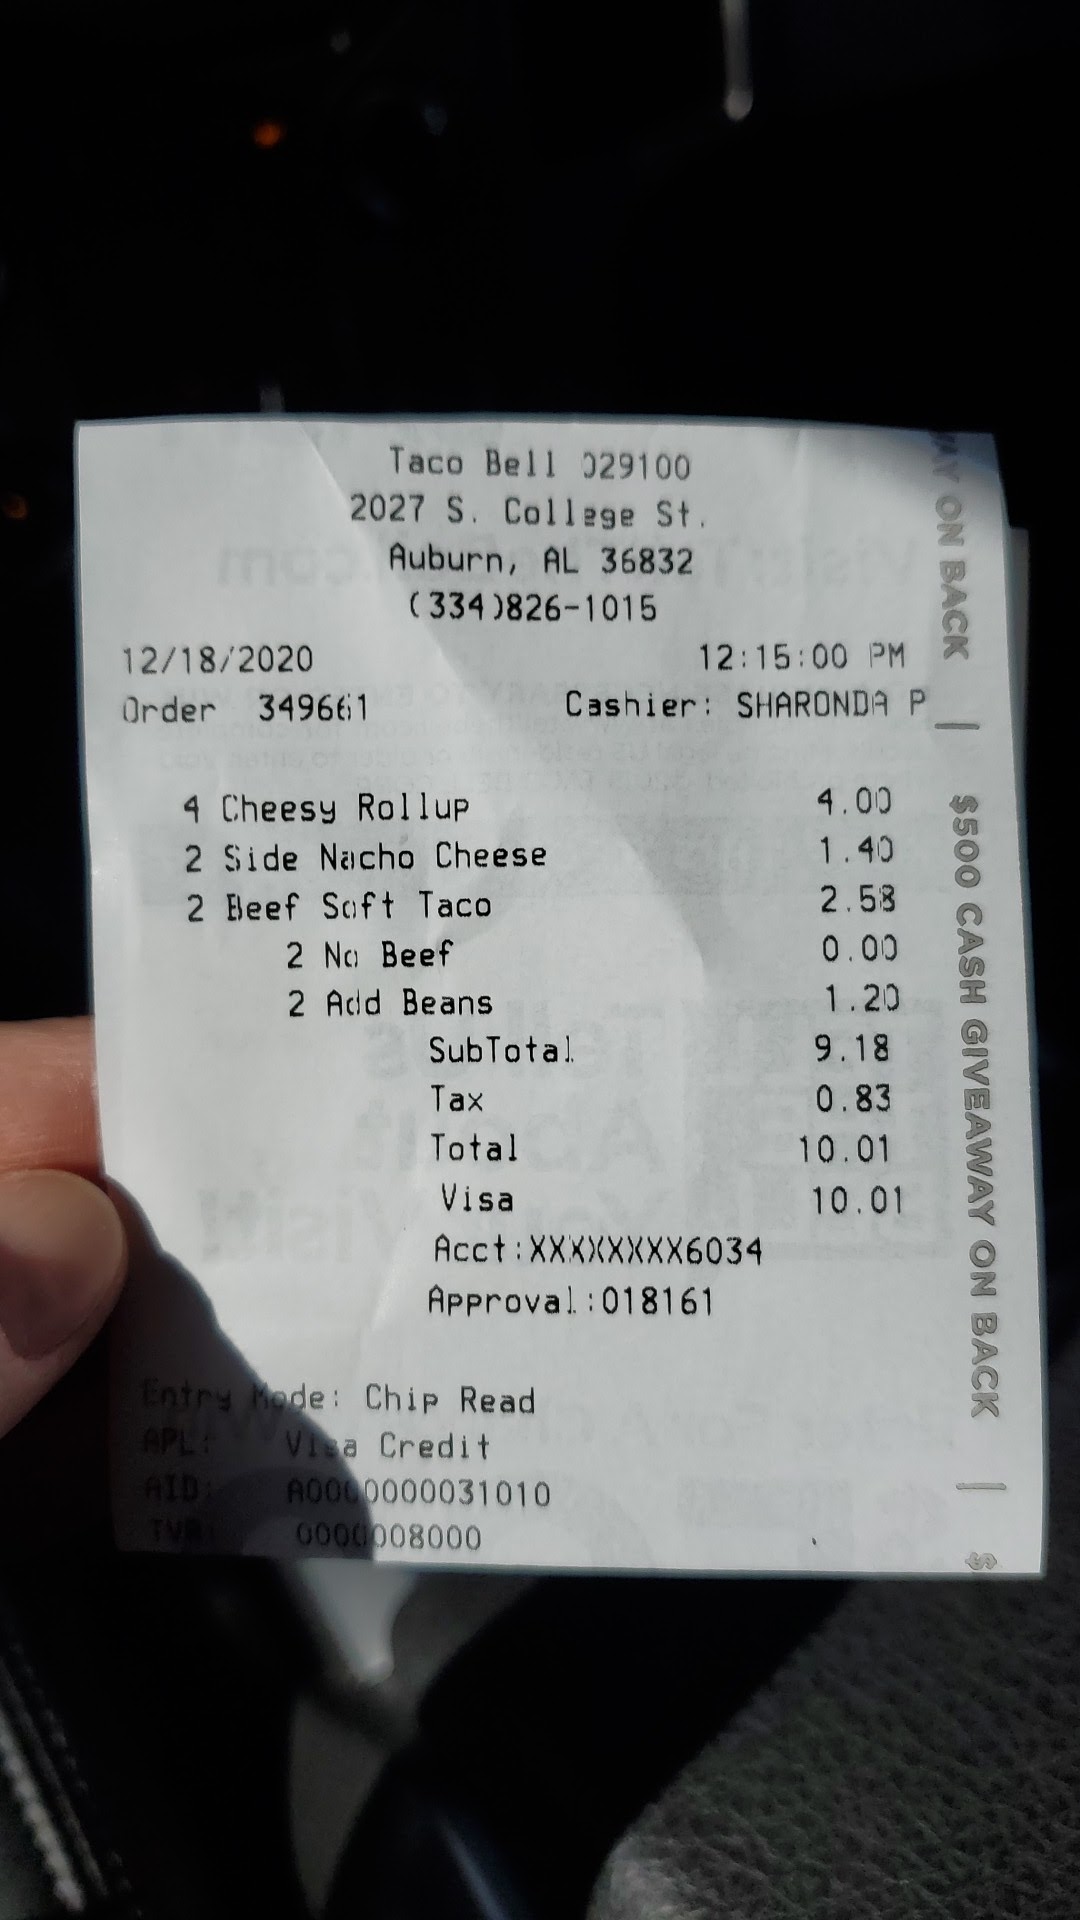 Taco Bell 029100
2027 S. College St.
Auburn, AL 36832
(334)826-1015
12/18/2020 12:15:00 PM
Order 349661 Cashier: SHARONDA P
4 Cheesy Rollup 4.00
2 Side Nacho Cheese 1.40
2 Beef Soft Taco 2.58
2 No Beef 0.00
2 Add Beans 1.20
SubTotal 9.18
Tax 0.83
Total 10.01
Visa 10.01
Acct:XXXXXXXX6034
Approval:018161
Entry Mode: Chip Read
APL: Visa Credit
AID: A0000000031010
TVR: 0000008000
AY ON BACK | $500 CASH GIVEAWAY ON BACK | $